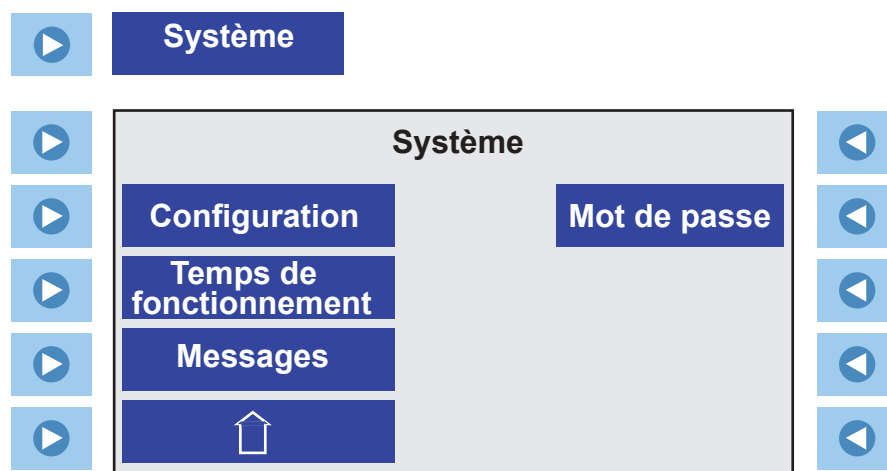 Système
Système
Configuration
Mot de passe
Temps de
fonctionnement
Messages